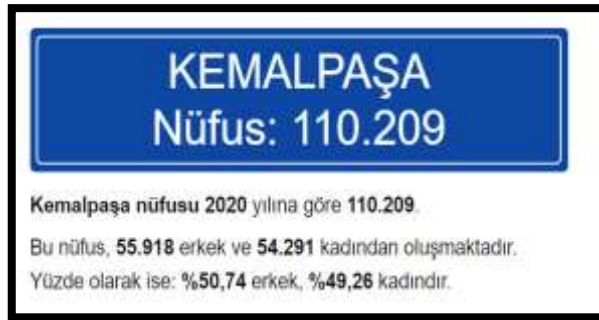 KEMALPAŞA
Nüfus: 110.209
Kemalpaşa nüfusu 2020 yılına göre 110.209.
Bu nüfus, 55.918 erkek ve 54.291 kadından oluşmaktadır.
Yüzde olarak ise: %50,74 erkek, %49,26 kadındır.